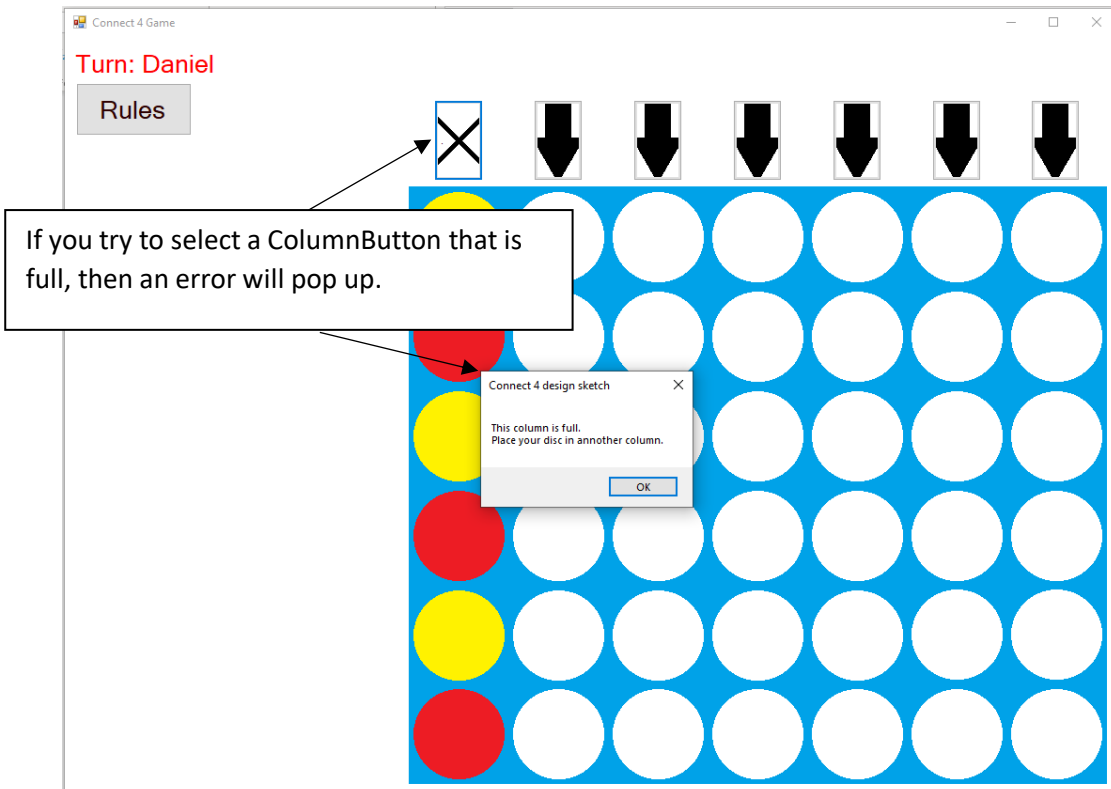 Connect 4 Game
Turn: Daniel
Rules
If you try to select a ColumnButton that is
full, then an error will pop up.
Connect 4 design sketch
This column is full.
Place your disc in annother column.
OK